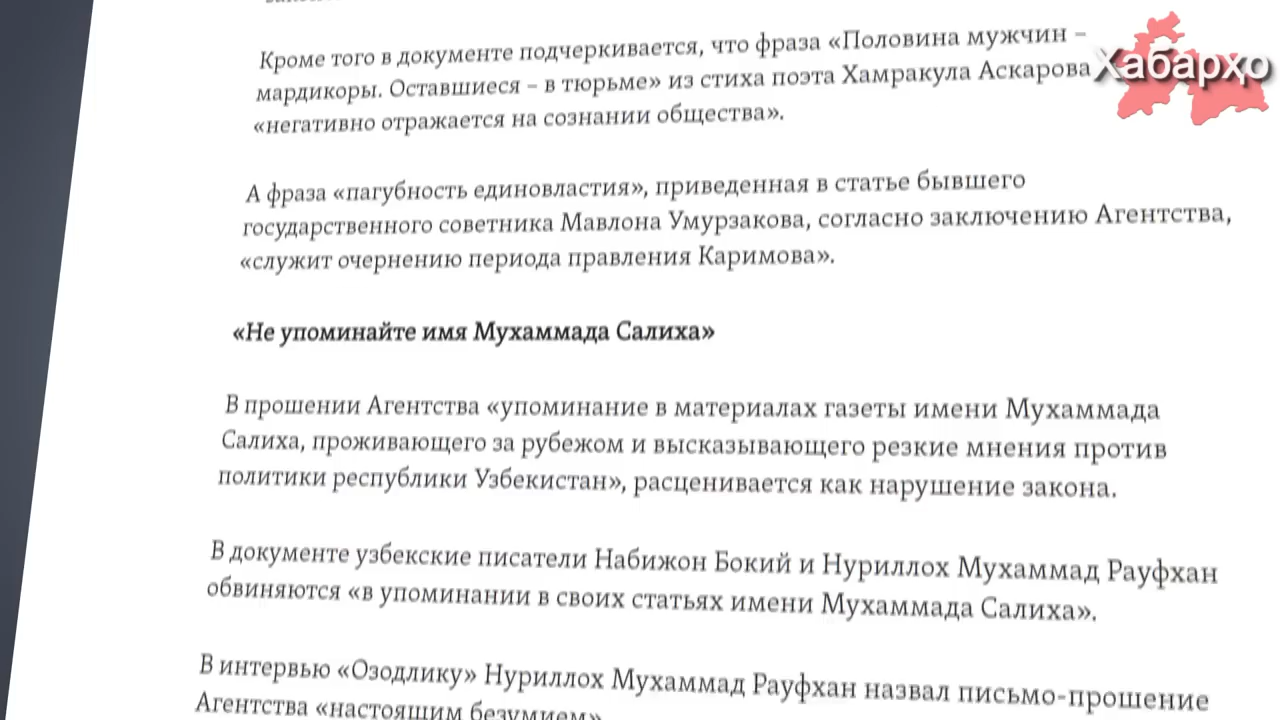 Кроме того в документе подчеркивается, что фраза «Половина мужчин –
мардикоры. Оставшиеся – в тюрьме» из стиха поэта Хамракула Аскарова
«негативно отражается на сознании общества».
Хабарҳо
А фраза «пагубность единовластия», приведенная в статье бывшего
государственного советника Мавлона Умурзакова, согласно заключению Агентства,
«служит очернению периода правления Каримова».
«Не упоминайте имя Мухаммада Салиха»
В прошении Агентства «упоминание в материалах газеты имени Мухаммада
Салиха, проживающего за рубежом и высказывающего резкие мнения против
политики республики Узбекистан», расценивается как нарушение закона.
В документе узбекские писатели Набижон Бокий и Нуриллох Мухаммад Рауфхан
обвиняются «в упоминании в своих статьях имени Мухаммада Салиха».
В интервью «Озодлику» Нуриллох Мухаммад Рауфхан назвал письмо-прошение
Агентства «настоящим безумием»